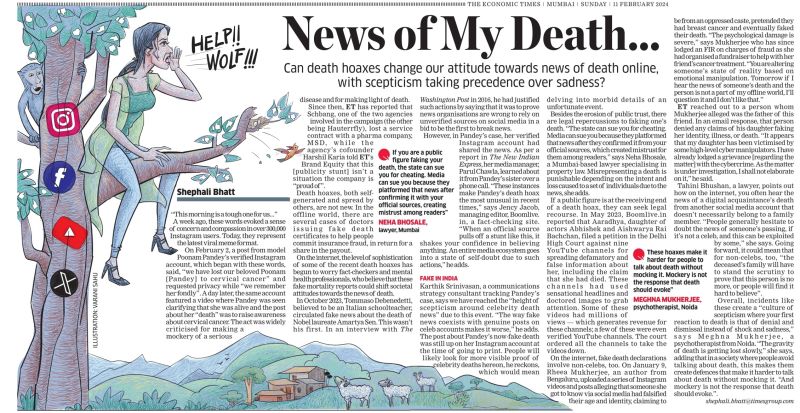 THE ECONOMIC TIMES | MUMBAI | SUNDAY | 11 FEBRUARY 2024
HELP!!
WOLF!!!
News of My Death...
Can death hoaxes change our attitude towards news of death online,
with scepticism taking precedence over sadness?
ILLUSTRATION: VARANI SAHU
Shephali Bhatt
"This morning is a tough one for us..."
A week ago, these words evoked a
sense of concern and compassion in over 300,000
Instagram users. Today, they represent
the latest viral meme format.
On February 2, a post from model
Poonam Pandey's verified Instagram
account, which began with these words,
said, "we have lost our beloved Poonam
[Pandey] to cervical cancer" and
requested privacy while "we remember
her fondly". A day later, the same account
featured a video where Pandey was seen
clarifying that she was alive and the post
about her "death" was to raise awareness
about cervical cancer. The act was widely
criticised for making a
mockery of a serious
disease and for making light of death.
Since then, ET has reported that
Schbang, one of the two agencies
involved in the campaign (the other
being Hauterrfly), lost a service
contract with a pharma company,
MSD, while the
agency's cofounder
Harshil Karia told ET's
Brand Equity that this
[publicity stunt] isn't a
situation the company is
"proud of".
Death hoaxes, both self-
generated and spread by
others, are not new. In the
offline world, there are
several cases of doctors
issuing fake death
certificates to help people
commit insurance fraud, in return for a
share in the payout.
On the internet, the level of sophistication
of some of the recent death hoaxes has
begun to worry fact-checkers and mental
health professionals, who believe that these
fake mortality reports could shift societal
attitudes towards the news of death.
In October 2023, Tommaso Debenedetti,
believed to be an Italian schoolteacher,
circulated fake news about the death of
Nobel laureate Amartya Sen. This wasn't
his first. In an interview with The
Washington Post in 2016, he had justified
such actions by saying that it was to prove
news organisations are wrong to rely on
unverified sources on social media in a
bid to be the first to break news.
However, in Pandey's case, her verified
Instagram account had
shared the news. As per a
report in The New Indian
Express, her media manager,
Parul Chawla, learned about
it from Pandey's sister over a
phone call. "These instances
make Pandey's death hoax
the most unusual in recent
times," says Jency Jacob,
managing editor, Boomlive.
in, a fact-checking site.
"When an official source
pulls off a stunt like this, it
shakes your confidence in believing
anything. An entire media ecosystem goes
into a state of self-doubt due to such
actions," he adds.
If you are a public
figure faking your
death, the state can sue
you for cheating. Media
can sue you because they
platformed that news after
confirming it with your
official sources, creating
mistrust among readers"
NEHA BHOSALE,
lawyer, Mumbai
FAKE IN INDIA
Karthik Srinivasan, a communications
strategy consultant tracking Pandey's
case, says we have reached the "height of
scepticism around celebrity death
news" due to this event. "The way fake
news coexists with genuine posts on
celeb accounts makes it worse," he adds.
The post about Pandey's now-fake death
was still up on her Instagram account at
the time of going to print. People will
likely look for more visible proof of
celebrity deaths hereon, he reckons,
which would mean
delving into morbid details of an
unfortunate event.
Besides the erosion of public trust, there
are legal repercussions to faking one's
death. "The state can sue you for cheating.
Media can sue you because they platformed
that news after they confirmed it from your
official sources, which created mistrust for
them among readers," says Neha Bhosale,
a Mumbai-based lawyer specialising in
property law. Misrepresenting a death is
punishable depending on the intent and
loss caused to a set of individuals due to the
news, she adds.
If a public figure is at the receiving end
of a death hoax, they can seek legal
recourse. In May 2023, Boomlive.in
reported that Aaradhya, daughter of
actors Abhishek and Aishwarya Rai
Bachchan, filed a petition in the Delhi
High Court against nine
YouTube channels for
spreading defamatory and
false information about
her, including the claim
that she had died. These
channels had used
sensational headlines and
doctored images to grab
attention. Some of these
videos had millions of
views — which generates revenue for
these channels; a few of these were even
verified YouTube channels. The court
ordered all the channels to take the
videos down.
On the internet, fake death declarations
involve non-celebs, too. On January 9,
Rheea Mukherjee, an author from
Bengaluru, uploaded a series of Instagram
videos and posts alleging that someone she
got to know via social media had falsified
their age and identity, claiming to
be from an oppressed caste, pretended they
had breast cancer and eventually faked
their death. "The psychological damage is
severe," says Mukherjee who has since
lodged an FIR on charges of fraud as she
had organised a fundraiser to help with her
friend's cancer treatment. "You are altering
someone's state of reality based on
emotional manipulation. Tomorrow if I
hear the news of someone's death and the
person is not a part of my offline world, I'll
question it and I don't like that."
ET reached out to a person whom
Mukherjee alleged was the father of this
friend. In an email response, that person
denied any claims of his daughter faking
her identity, illness, or death. "It appears
that my daughter has been victimised by
some high-level cyber manipulators. I have
already lodged a grievance [regarding the
matter] with the cybercrime. As the matter
is under investigation, I shall not elaborate
on it," he said.
Tahini Bhushan, a lawyer, points out
how on the internet, you often hear the
news of a digital acquaintance's death
from another social media account that
doesn't necessarily belong to a family
member. "People generally hesitate to
doubt the news of someone's passing, if
it's not a celeb, and this can be exploited
by some," she says. Going
forward, it could mean that
for non-celebs, too, "the
deceased's family will have
to stand the scrutiny to
prove that this person is no
more, or people will find it
hard to believe".
Overall, incidents like
these create a "culture of
scepticism where your first
reaction to death is that of denial and
dismissal instead of shock and sadness,"
says Meghna Mukherjee, a
psychotherapist from Noida. "The gravity
of death is getting lost slowly," she says,
adding that in a society where people avoid
talking about death, this makes them
create defences that make it harder to talk
about death without mocking it. "And
mockery is not the response that death
should evoke".
These hoaxes make it
harder for people to
talk about death without
mocking it. Mockery is not
the response that death
should evoke"
MEGHNA MUKHERJEE,
psychotherapist, Noida
shephali.bhatt@timesgroup.com